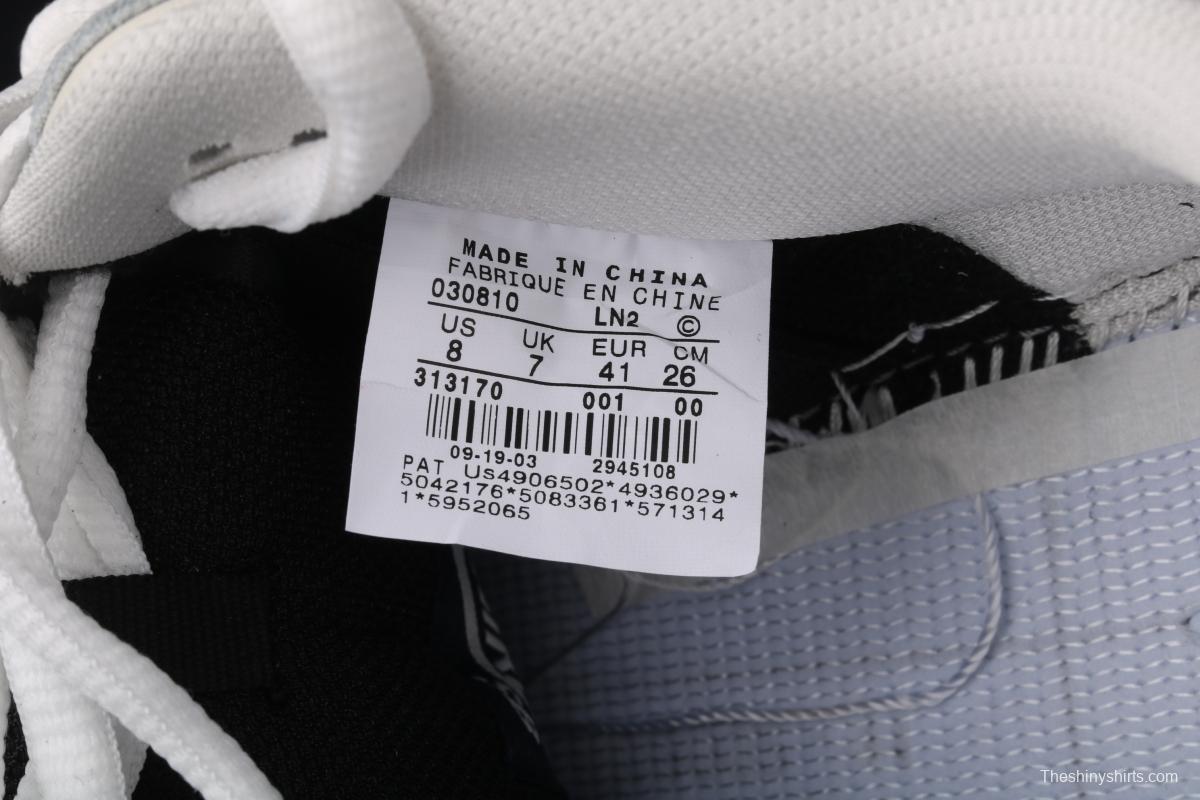 MADE IN CHINA
FABRIQUE EN CHINE
030810 LN2 ©
US UK EUR CM
8 7 41 26
313170 001 00
09-19-03 2945108
PAT Us4906502*4936029*
5042176*5083361*571314
1*5952065
Theshinyshirts.com